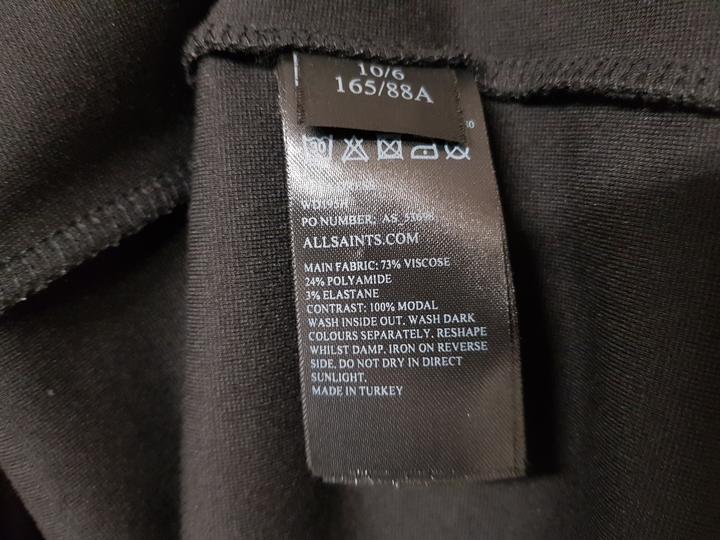 10/6
165/88A
30
PO NUMBER: AS_
ALLSAINTS.COM
MAIN FABRIC: 73% VISCOSE
24% POLYAMIDE
3% ELASTANE
CONTRAST: 100% MODAL
WASH INSIDE OUT. WASH DARK
COLOURS SEPARATELY. RESHAPE
WHILST DAMP. IRON ON REVERSE
SIDE. DO NOT DRY IN DIRECT
SUNLIGHT.
MADE IN TURKEY